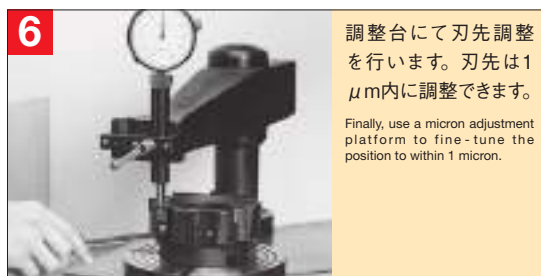 6
調整台にて刃先調整
を行います。刃先は1
μm内に調整できます。
Finally, use a micron adjustment
platform to fine-tune the
position to within 1 micron.